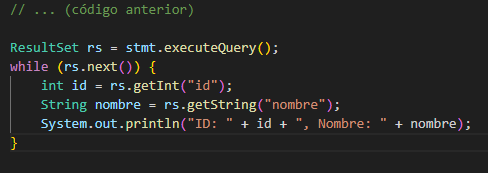 // ... (código anterior)
ResultSet rs = stmt.executeQuery();
while (rs.next()) {
    int id = rs.getInt("id");
    String nombre = rs.getString("nombre");
    System.out.println("ID: " + id + ", Nombre: " + nombre);
}